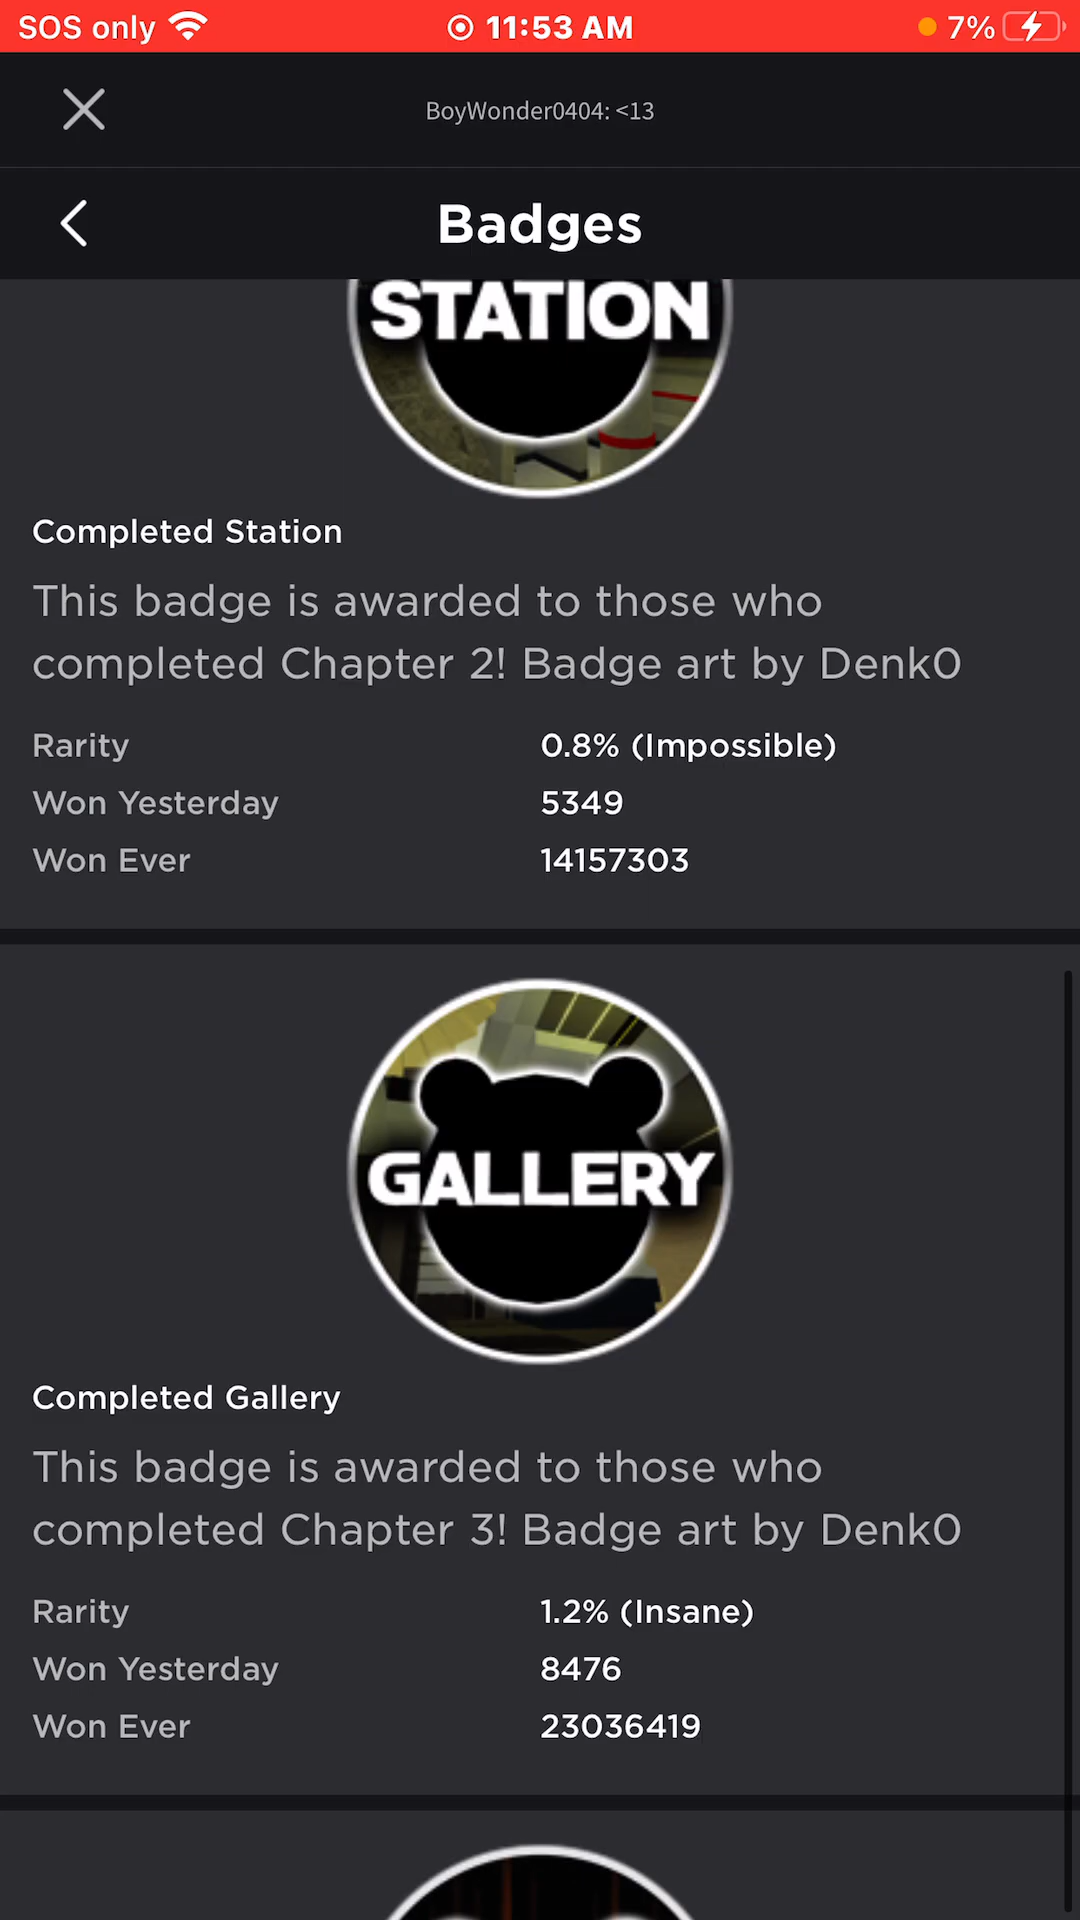 SOS only
11:53 AM
7%
BoyWonder0404: <13
Badges
STATION
Completed Station
This badge is awarded to those who
completed Chapter 2! Badge art by Denk0
Rarity 0.8% (Impossible)
Won Yesterday 5349
Won Ever 14157303
GALLERY
Completed Gallery
This badge is awarded to those who
completed Chapter 3! Badge art by Denk0
Rarity 1.2% (Insane)
Won Yesterday 8476
Won Ever 23036419